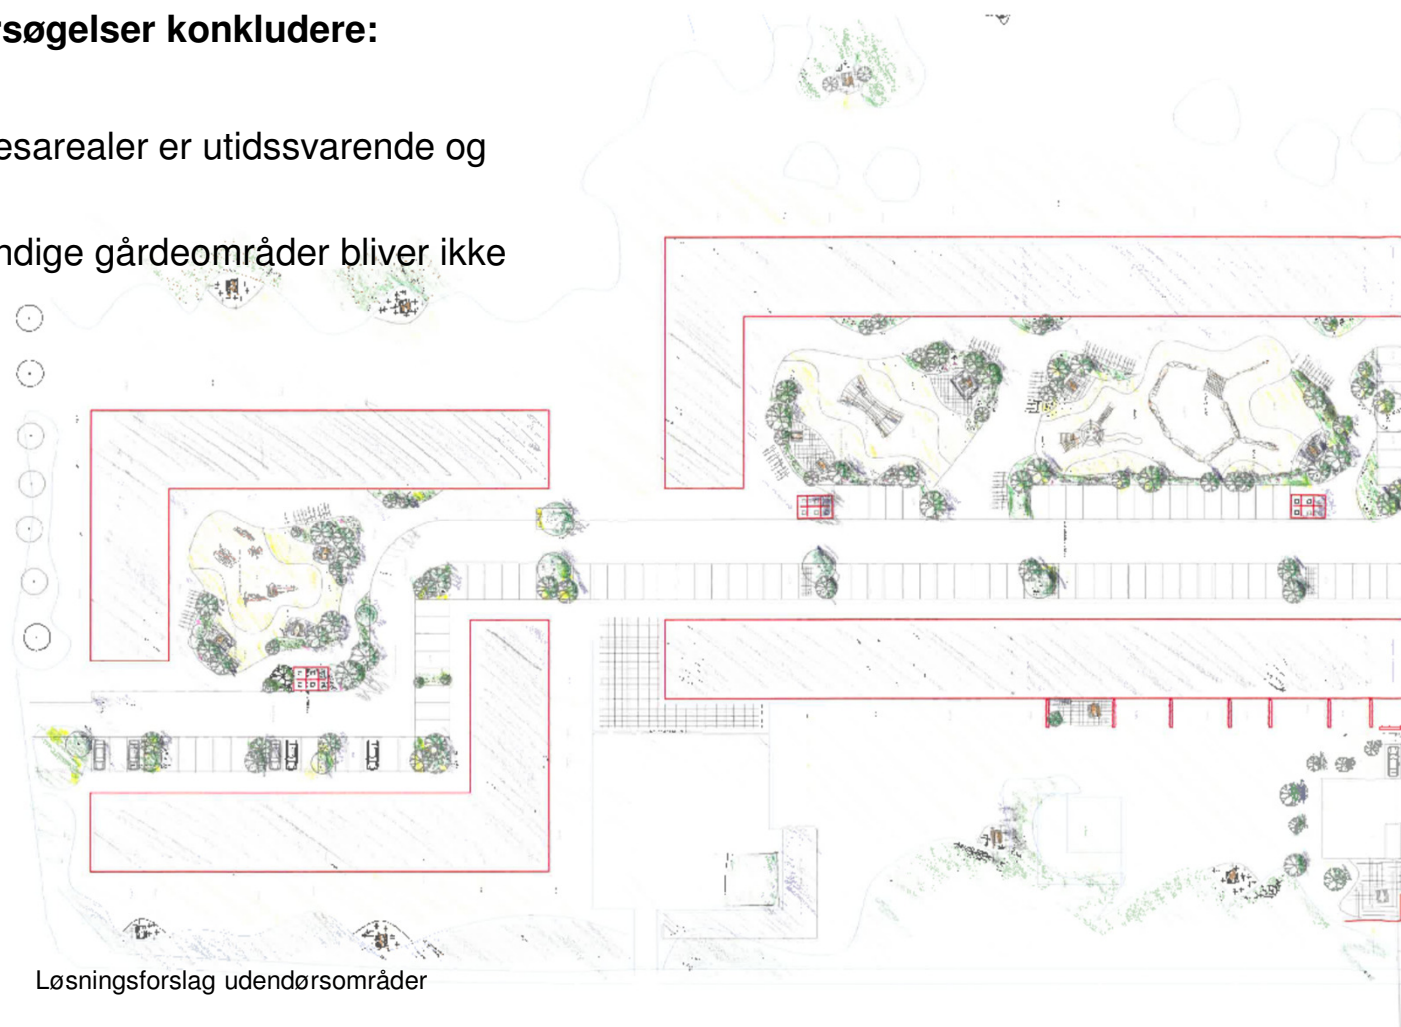 rsøgelser konkludere:
esarealer er utidssvarende og
ndige gårdeområder bliver ikke
Løsningsforslag udendørsområder